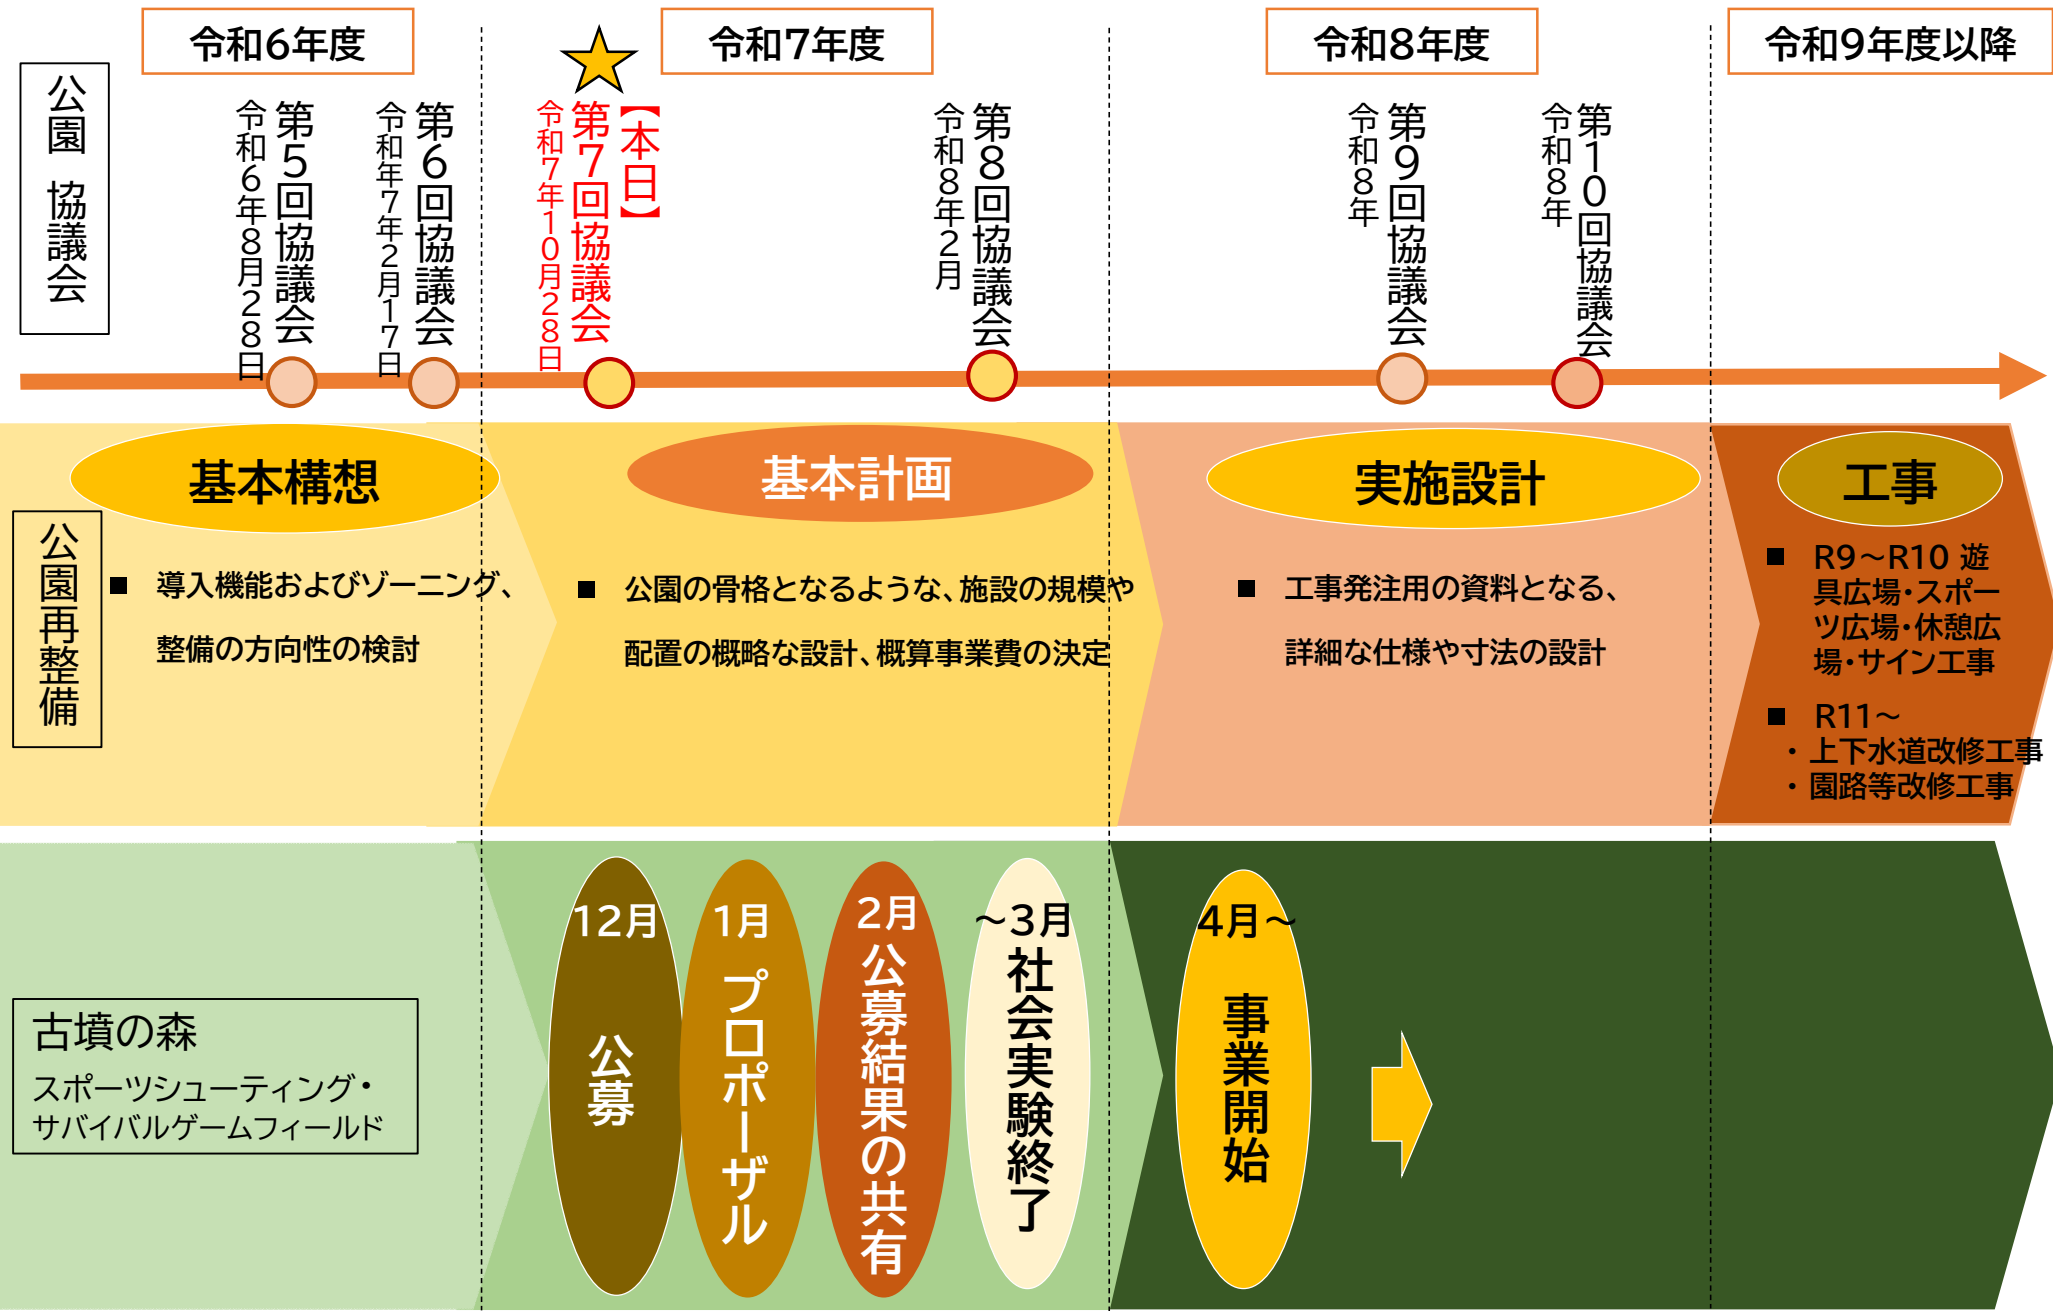 令和6年度
令和7年度
令和8年度
令和9年度以降
公園 協議会
第5回協議会
令和6年8月28日
第6回協議会
令和年7年2月17日
【本日】
第7回協議会
令和7年10月28日
第8回協議会
令和8年2月
第9回協議会
令和8年
第10回協議会
令和8年
公園再整備
基本構想
■ 導入機能およびゾーニング、
整備の方向性の検討
基本計画
■ 公園の骨格となるような、施設の規模や
配置の概略な設計、概算事業費の決定
実施設計
■ 工事発注用の資料となる、
詳細な仕様や寸法の設計
工事
■ R9～R10 遊
具広場・スポー
ツ広場・休憩広
場・サイン工事
■ R11～
・上下水道改修工事
・園路等改修工事
古墳の森
スポーツシューティング・
サバイバルゲームフィールド
12月
公募
1月
プロポーザル
2月
公募結果の共有
～3月
社会実験終了
4月～
事業開始